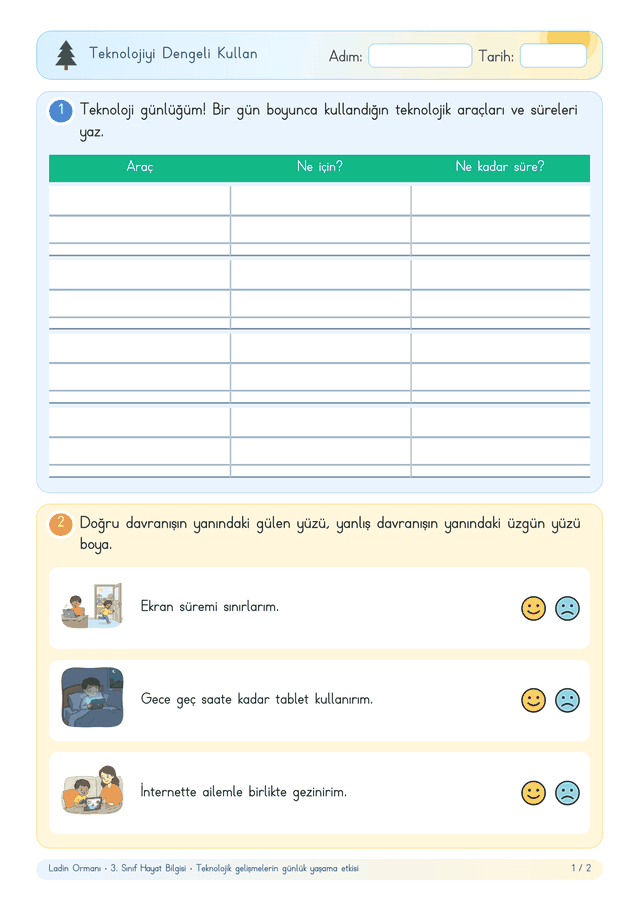 Teknolojiyi Dengeli Kullan
Adım:
Tarih:
1
Teknoloji günlüğüm! Bir gün boyunca kullandığın teknolojik araçları ve süreleri
yaz.
Araç
Ne için?
Ne kadar süre?
2
Doğru davranışın yanındaki gülen yüzü, yanlış davranışın yanındaki üzgün yüzü
boya.
Ekran süremi sınırlarım.
Gece geç saate kadar tablet kullanırım.
İnternette ailemle birlikte gezinirim.
Ladin Ormanı • 3. Sınıf Hayat Bilgisi • Teknolojik gelişmelerin günlük yaşama etkisi
1 / 2